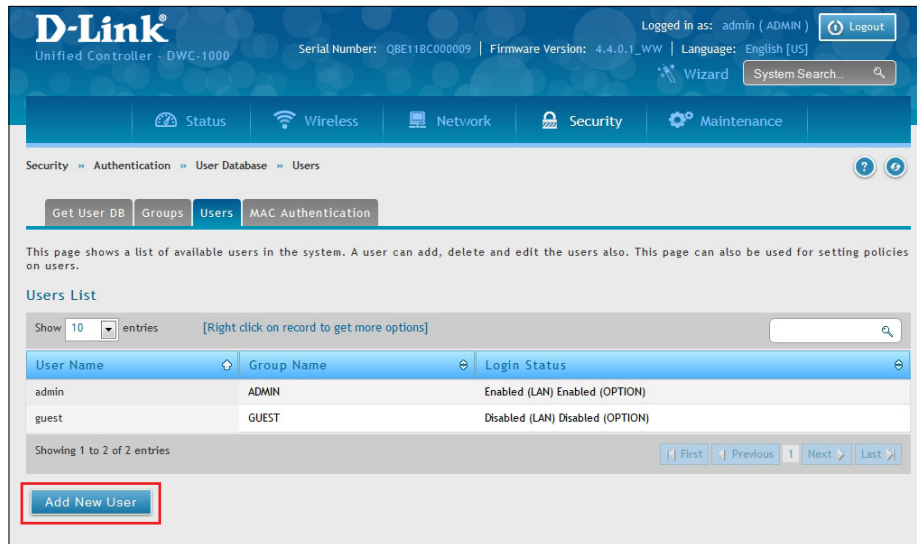 D-Link®
Unified Controller - DWC-1000
Logged in as: admin ( ADMIN ) Logout
Serial Number: QBE11BC000009 | Firmware Version: 4.4.0.1_WW | Language: English [US]
Wizard System Search...
Status Wireless Network Security Maintenance
Security » Authentication » User Database » Users ?
Get User DB Groups Users MAC Authentication
This page shows a list of available users in the system. A user can add, delete and edit the users also. This page can also be used for setting policies
on users.
Users List
Show 10 entries [Right click on record to get more options]
User Name Group Name Login Status
admin ADMIN Enabled (LAN) Enabled (OPTION)
guest GUEST Disabled (LAN) Disabled (OPTION)
Showing 1 to 2 of 2 entries First Previous 1 Next Last
Add New User